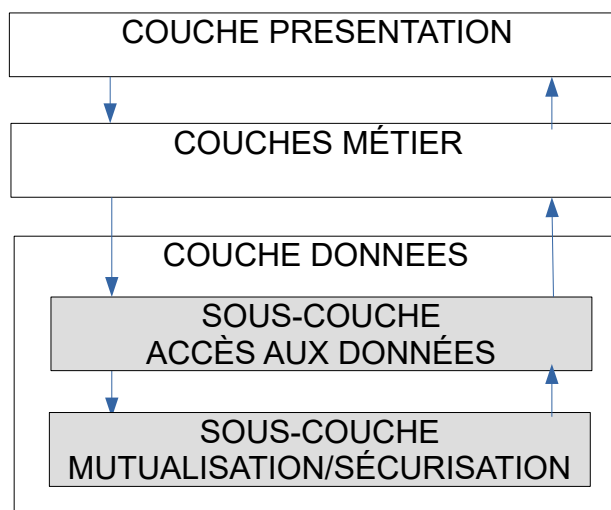 COUCHE PRESENTATION
COUCHES MÉTIER
COUCHE DONNEES
SOUS-COUCHE
ACCÈS AUX DONNÉES
SOUS-COUCHE
MUTUALISATION/SÉCURISATION